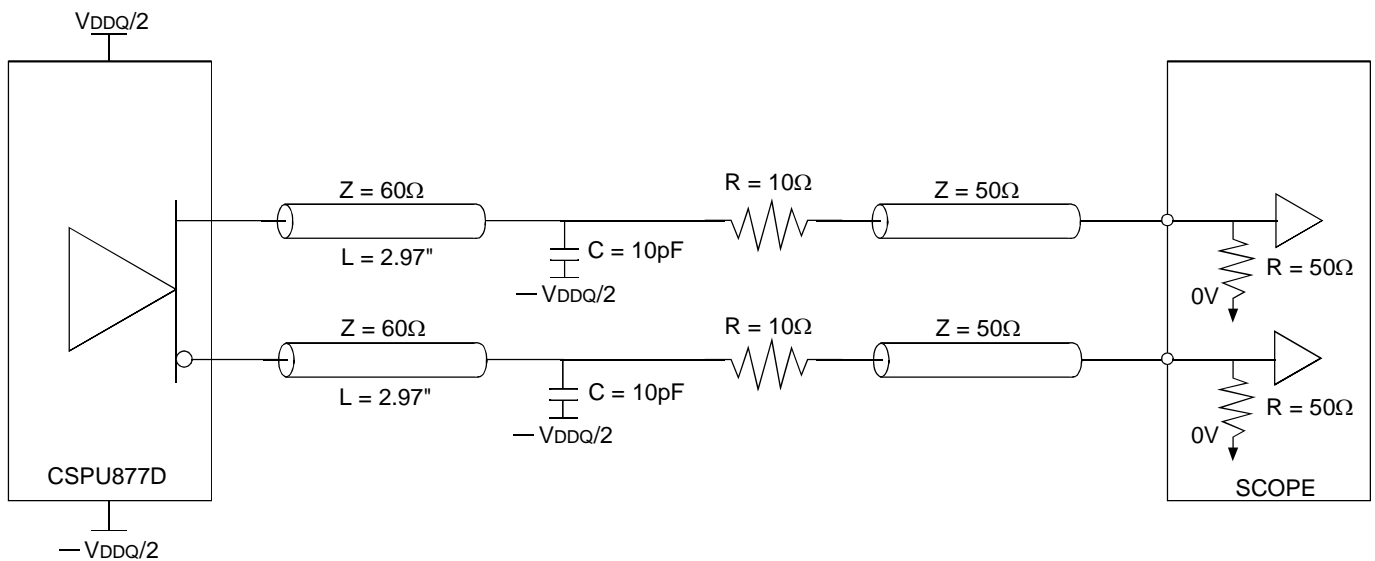 VDDQ/2
Z = 60Ω
R = 10Ω
Z = 50Ω
L = 2.97"
C = 10pF
— VDDQ/2
R = 50Ω
0V
Z = 60Ω
R = 10Ω
Z = 50Ω
L = 2.97"
C = 10pF
— VDDQ/2
R = 50Ω
0V
CSPU877D
SCOPE
— VDDQ/2